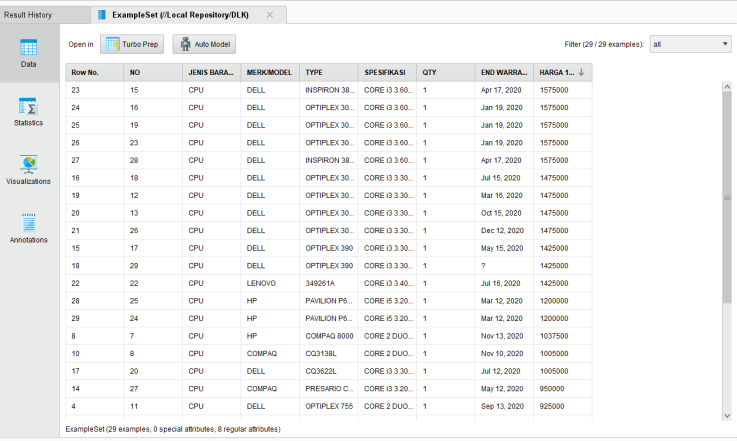 Result History ExampleSet (//Local Repository/DLK)
Open in Turbo Prep Auto Model Filter (29 / 29 examples): all
Data
Statistics
Visualizations
Annotations
Row No. NO JENIS BARA... MERK/MODEL TYPE SPESIFIKASI QTY END WARRA... HARGA 1... ↓
23 15 CPU DELL INSPIRON 38... CORE i3 3.60... 1 Apr 17, 2020 1575000
24 16 CPU DELL OPTIPLEX 30... CORE i3 3.60... 1 Jan 19, 2020 1575000
25 19 CPU DELL OPTIPLEX 30... CORE i3 3.60... 1 Jan 19, 2020 1575000
26 23 CPU DELL OPTIPLEX 30... CORE i3 3.60... 1 Jan 19, 2020 1575000
27 28 CPU DELL INSPIRON 38... CORE i3 3.60... 1 Apr 17, 2020 1575000
16 18 CPU DELL OPTIPLEX 30... CORE i3 3.30... 1 Jul 15, 2020 1475000
19 12 CPU DELL OPTIPLEX 30... CORE i3 3.30... 1 Mar 16, 2020 1475000
20 13 CPU DELL OPTIPLEX 30... CORE i3 3.30... 1 Oct 15, 2020 1475000
21 26 CPU DELL OPTIPLEX 30... CORE i3 3.30... 1 Dec 12, 2020 1475000
15 17 CPU DELL OPTIPLEX 390 CORE i3 3.30... 1 May 15, 2020 1425000
18 29 CPU DELL OPTIPLEX 390 CORE i3 3.30... 1 ? 1425000
22 22 CPU LENOVO 349261A CORE i3 3.40... 1 Jul 16, 2020 1425000
28 25 CPU HP PAVILION P6... CORE i5 3.20... 1 Mar 12, 2020 1200000
29 24 CPU HP PAVILION P6... CORE i5 3.20... 1 Mar 12, 2020 1200000
8 7 CPU HP COMPAQ 8000 CORE 2 DUO... 1 Nov 13, 2020 1037500
10 8 CPU COMPAQ CQ3138L CORE 2 DUO... 1 Nov 10, 2020 1005000
17 20 CPU DELL CQ3622L CORE i3 3.30... 1 Jul 12, 2020 1005000
14 27 CPU COMPAQ PRESARIO C... CORE i3 3.20... 1 May 12, 2020 950000
4 11 CPU DELL OPTIPLEX 755 CORE 2 DUO... 1 Sep 13, 2020 925000
ExampleSet (29 examples, 0 special attributes, 8 regular attributes)